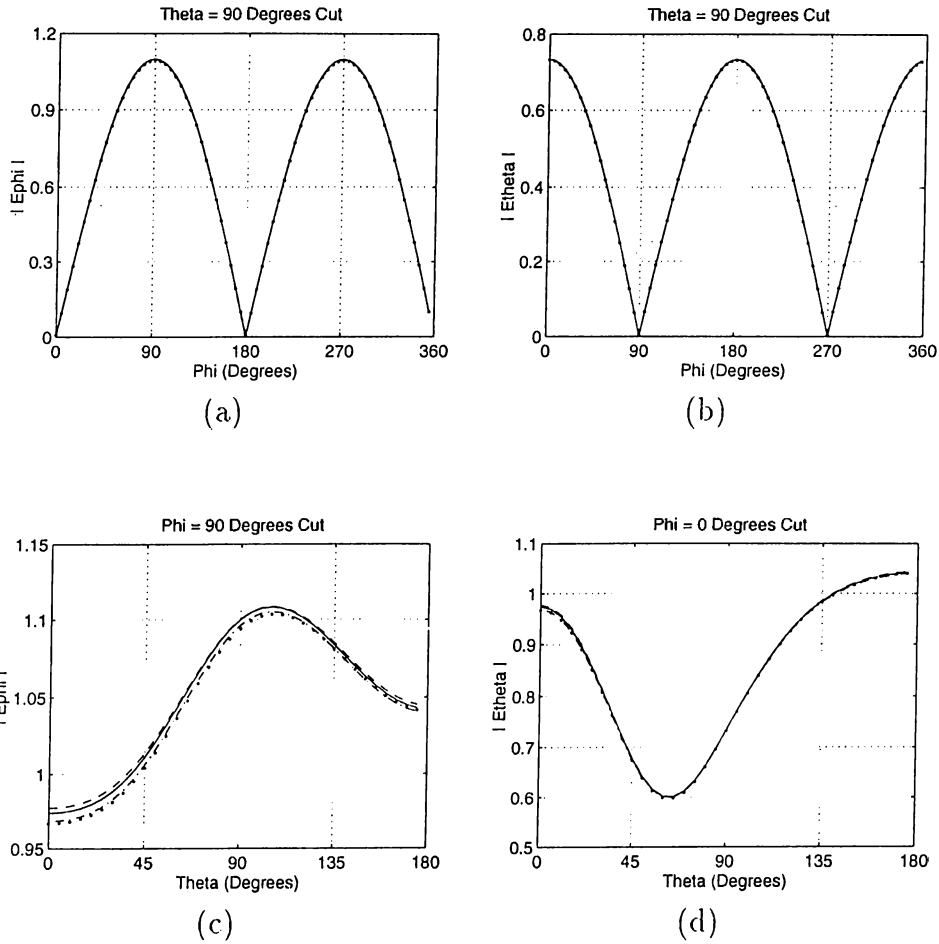 Theta = 90 Degrees Cut
1.2
0.9
0.6
0.3
0
| Ephi |
0 90 180 270 360
Phi (Degrees)
(a)
Theta = 90 Degrees Cut
0.8
0.6
0.4
0.2
0
| Etheta |
0 90 180 270 360
Phi (Degrees)
(b)
Phi = 90 Degrees Cut
1.15
1.1
1.05
1
0.95
| Ephi |
0 45 90 135 180
Theta (Degrees)
(c)
Phi = 0 Degrees Cut
1.1
1
0.9
0.8
0.7
0.6
0.5
| Etheta |
0 45 90 135 180
Theta (Degrees)
(d)